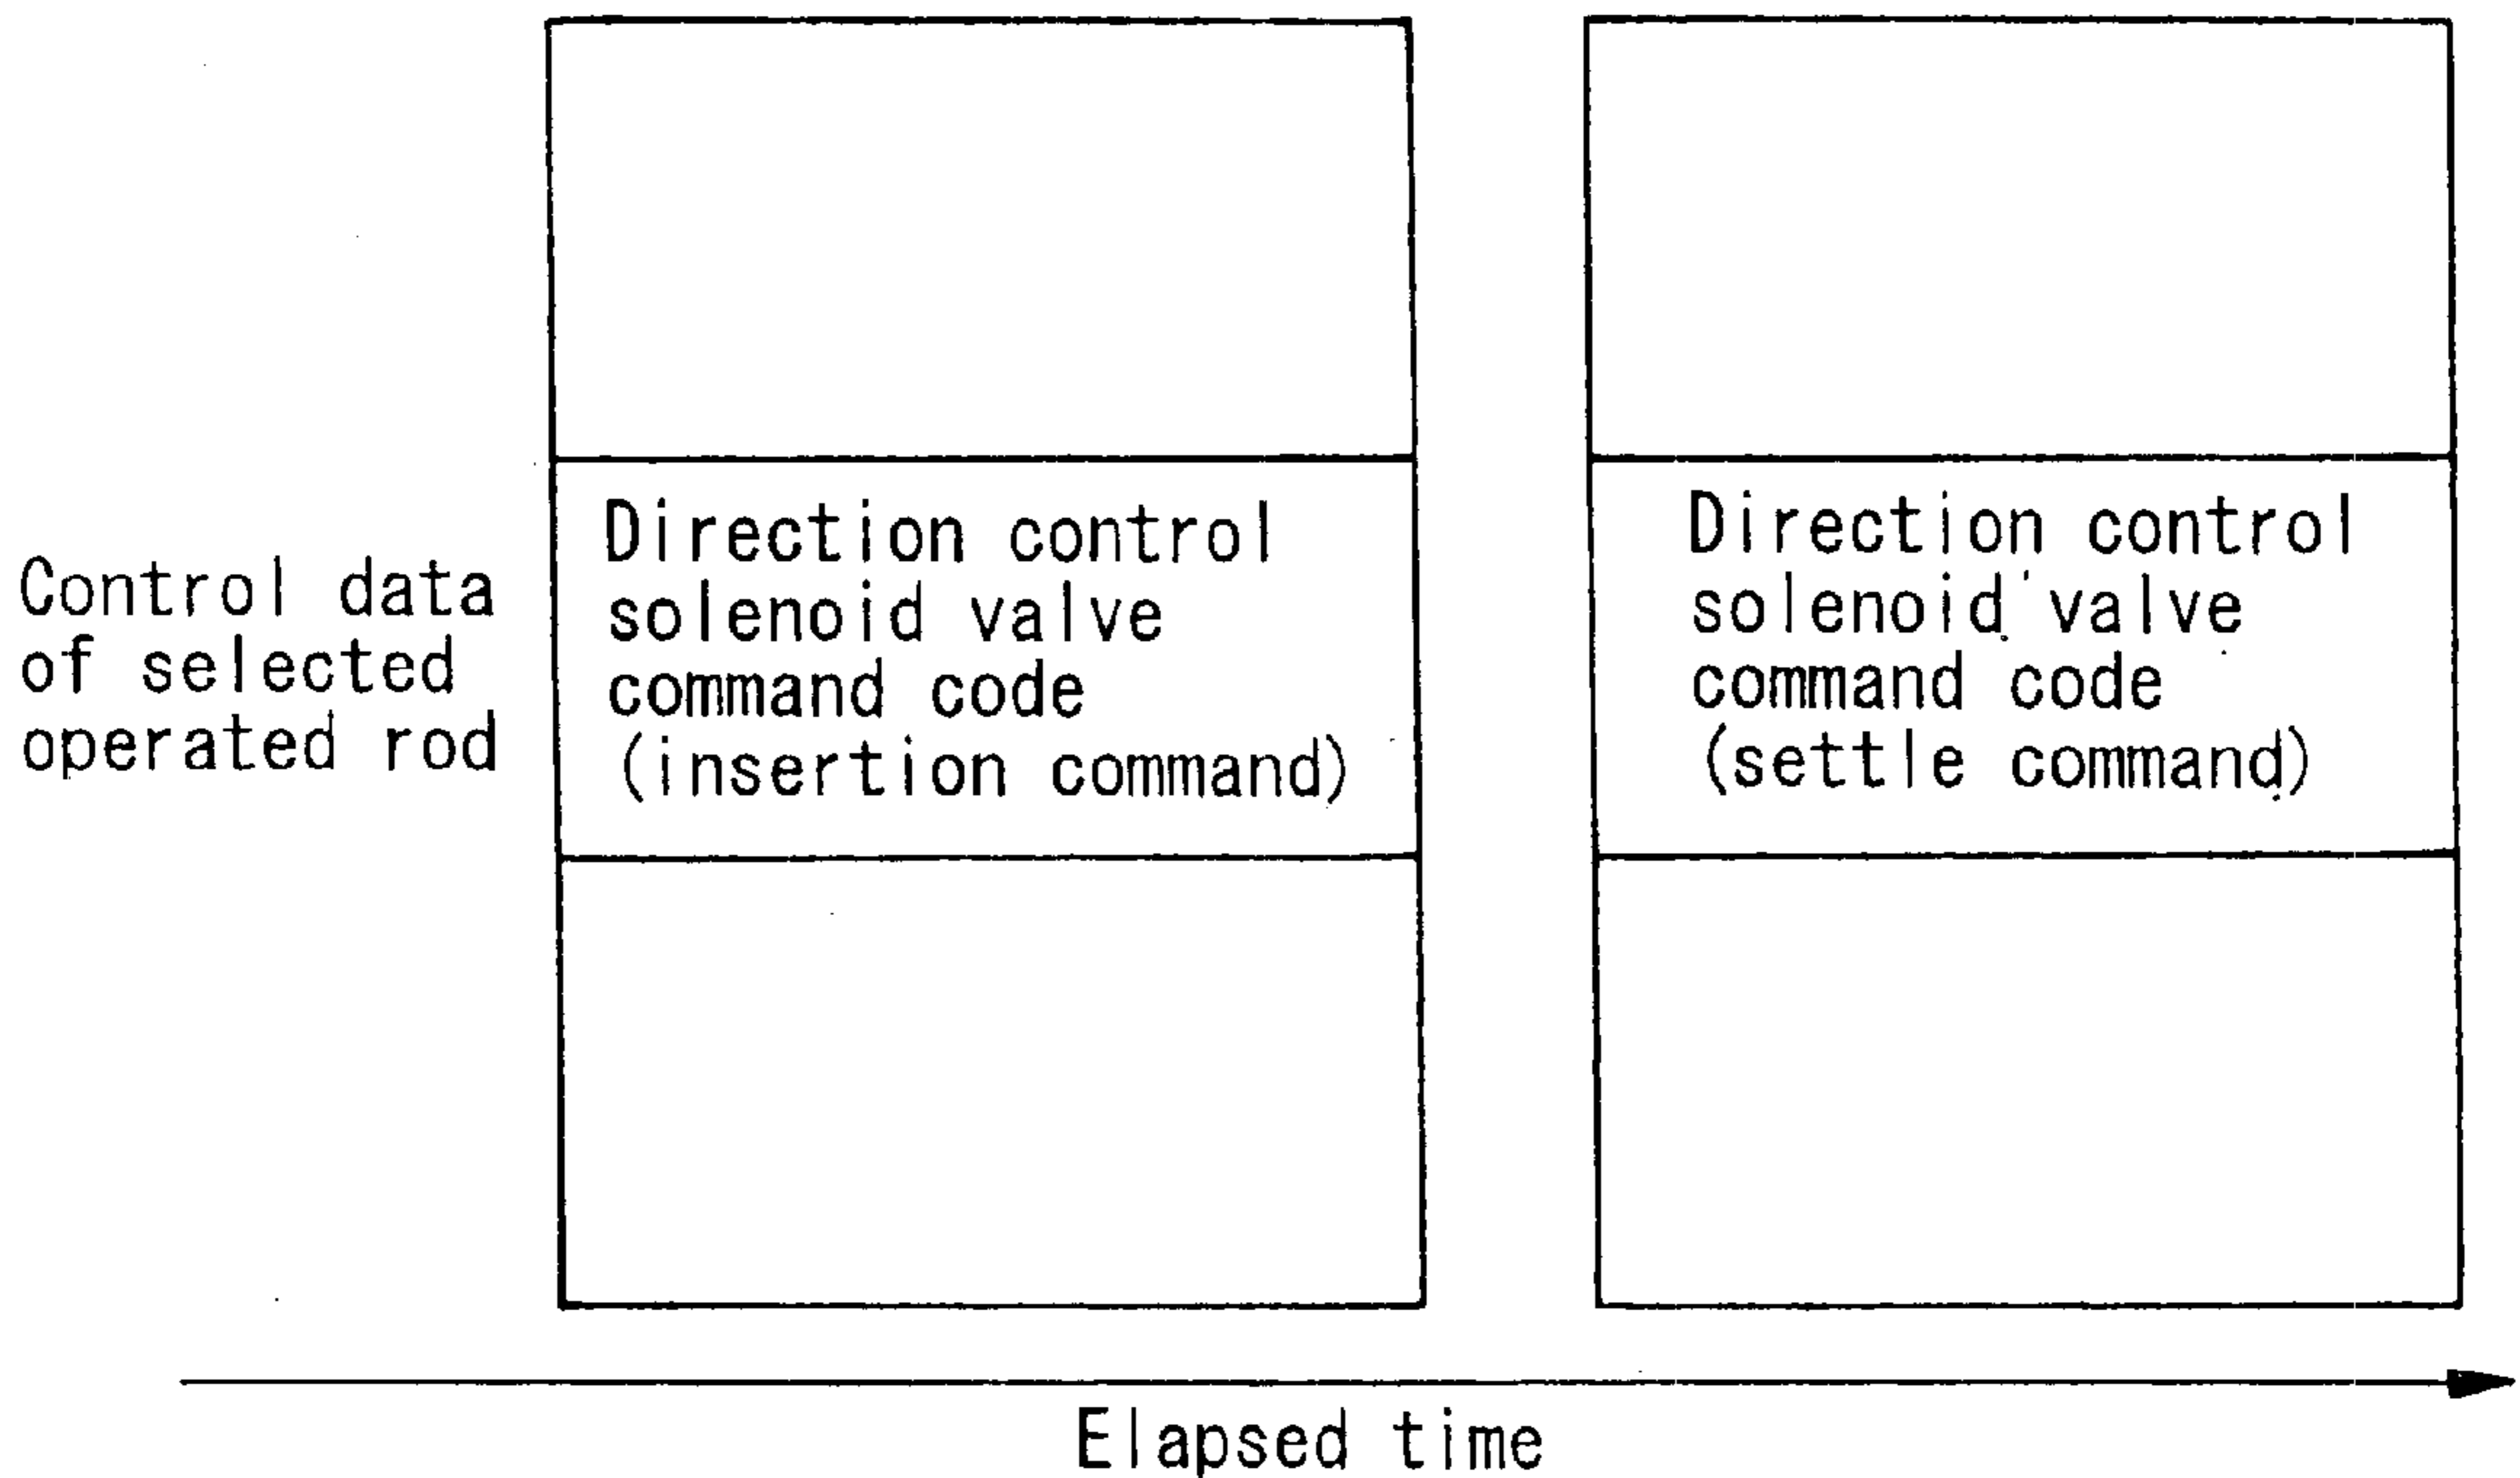 Control data
of selected
operated rod
Direction control
solenoid valve
command code
(insertion command)
Direction control
solenoid valve
command code
(settle command)
Elapsed time